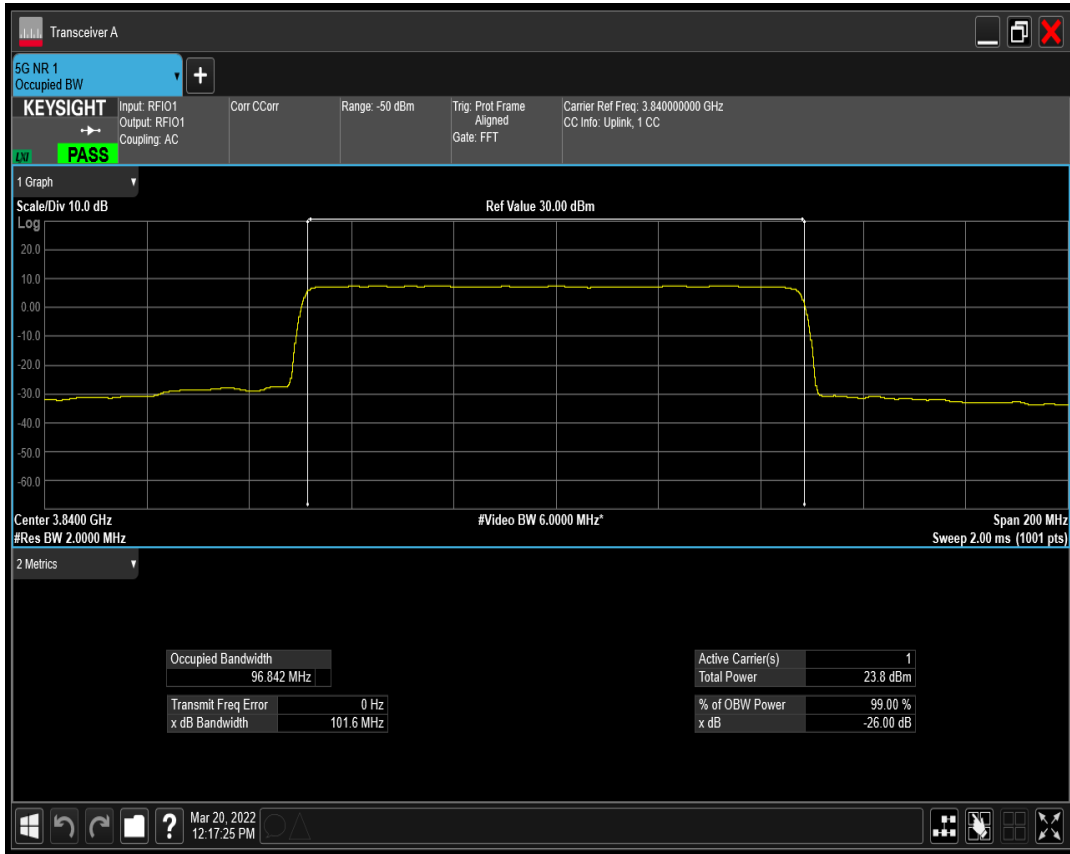 Transceiver A
5G NR 1
Occupied BW
KEYSIGHT
LXI
PASS
Input: RFIO1
Output: RFIO1
Coupling: AC
Corr CCorr
Range: -50 dBm
Trig: Prot Frame
Aligned
Gate: FFT
Carrier Ref Freq: 3.840000000 GHz
CC Info: Uplink, 1 CC
1 Graph
Scale/Div 10.0 dB
Ref Value 30.00 dBm
Log
20.0
10.0
0.00
-10.0
-20.0
-30.0
-40.0
-50.0
-60.0
Center 3.8400 GHz
#Video BW 6.0000 MHz*
Span 200 MHz
#Res BW 2.0000 MHz
Sweep 2.00 ms (1001 pts)
2 Metrics
Occupied Bandwidth
96.842 MHz
Transmit Freq Error 0 Hz
x dB Bandwidth 101.6 MHz
Active Carrier(s) 1
Total Power 23.8 dBm
% of OBW Power 99.00 %
x dB -26.00 dB
?
Mar 20, 2022
12:17:25 PM